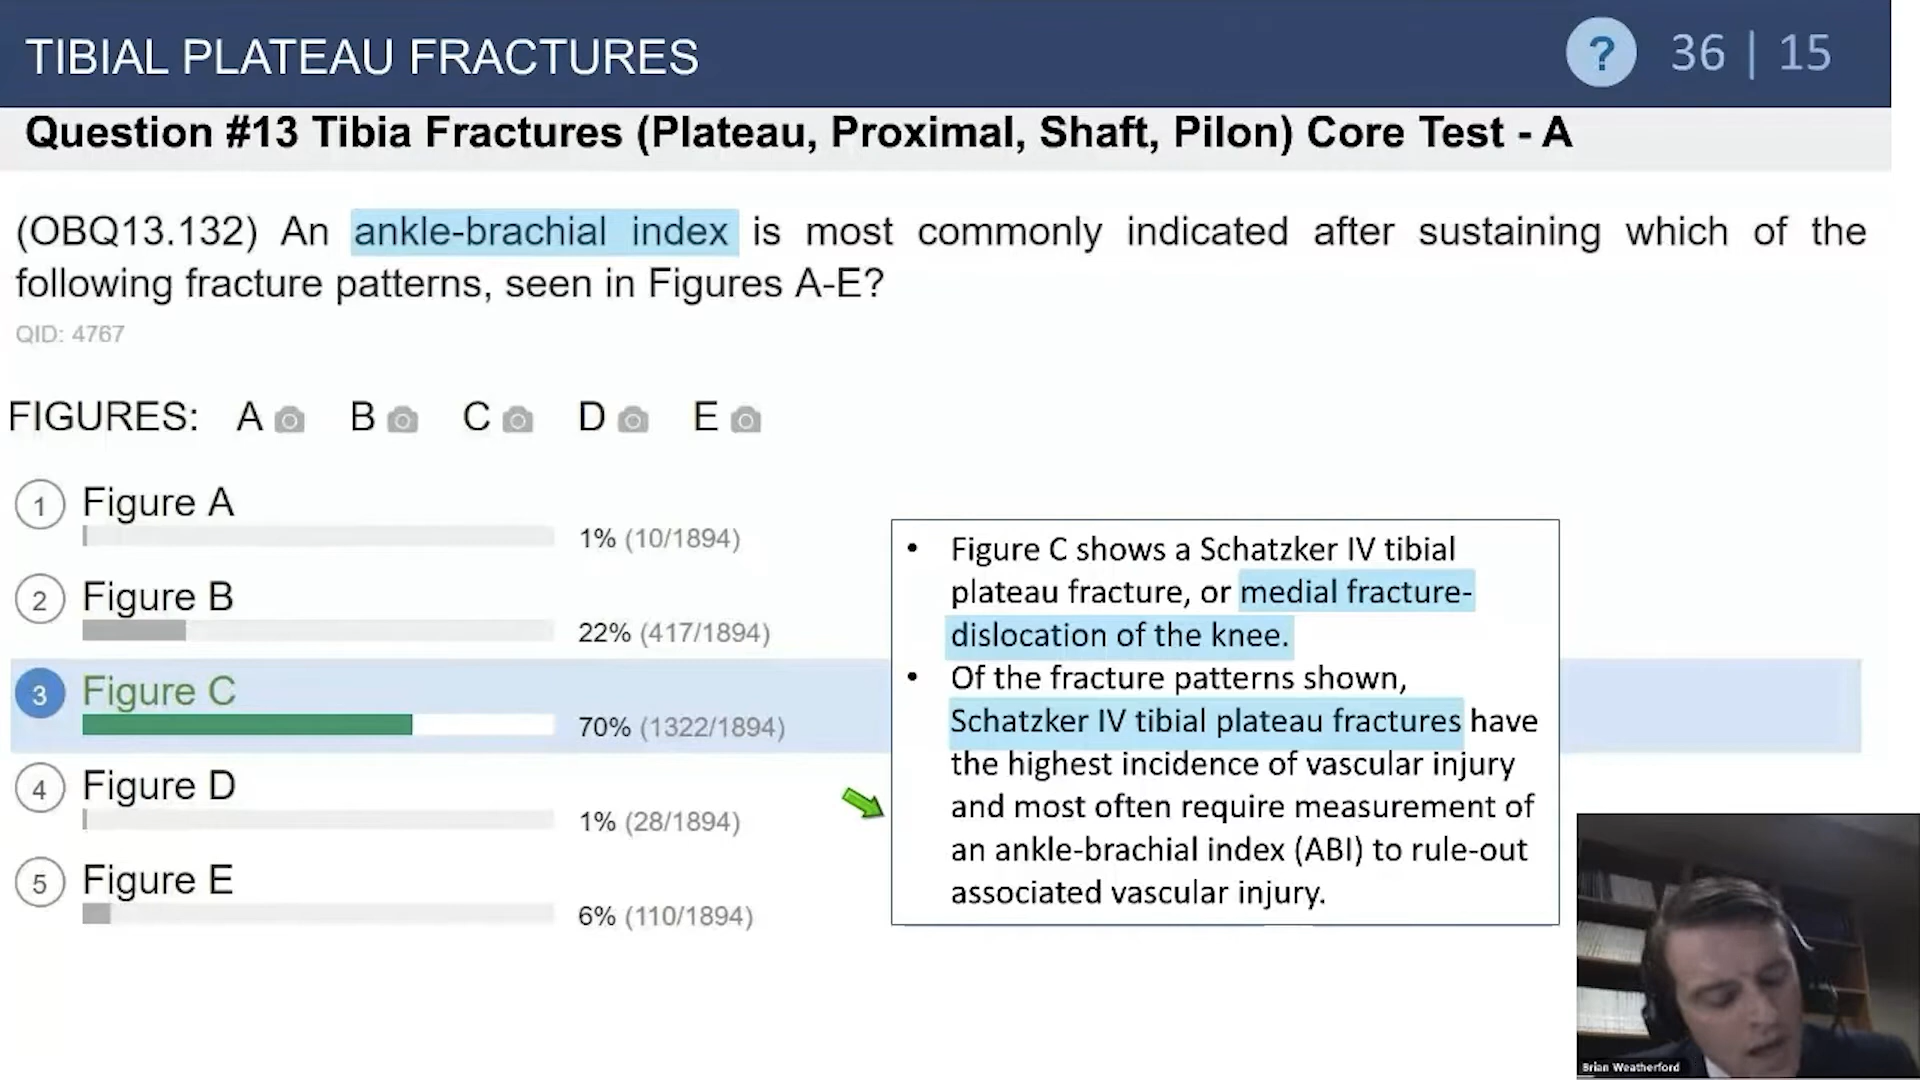 TIBIAL PLATEAU FRACTURES
? 36 | 15
Question #13 Tibia Fractures (Plateau, Proximal, Shaft, Pilon) Core Test - A
(OBQ13.132) An ankle-brachial index is most commonly indicated after sustaining which of the
following fracture patterns, seen in Figures A-E?
QID: 4767
FIGURES: A B C D E
1 Figure A
1% (10/1894)
2 Figure B
22% (417/1894)
3 Figure C
70% (1322/1894)
4 Figure D
1% (28/1894)
5 Figure E
6% (110/1894)
• Figure C shows a Schatzker IV tibial
plateau fracture, or medial fracture-
dislocation of the knee.
• Of the fracture patterns shown,
Schatzker IV tibial plateau fractures have
the highest incidence of vascular injury
and most often require measurement of
an ankle-brachial index (ABI) to rule-out
associated vascular injury.
Brian Weatherford